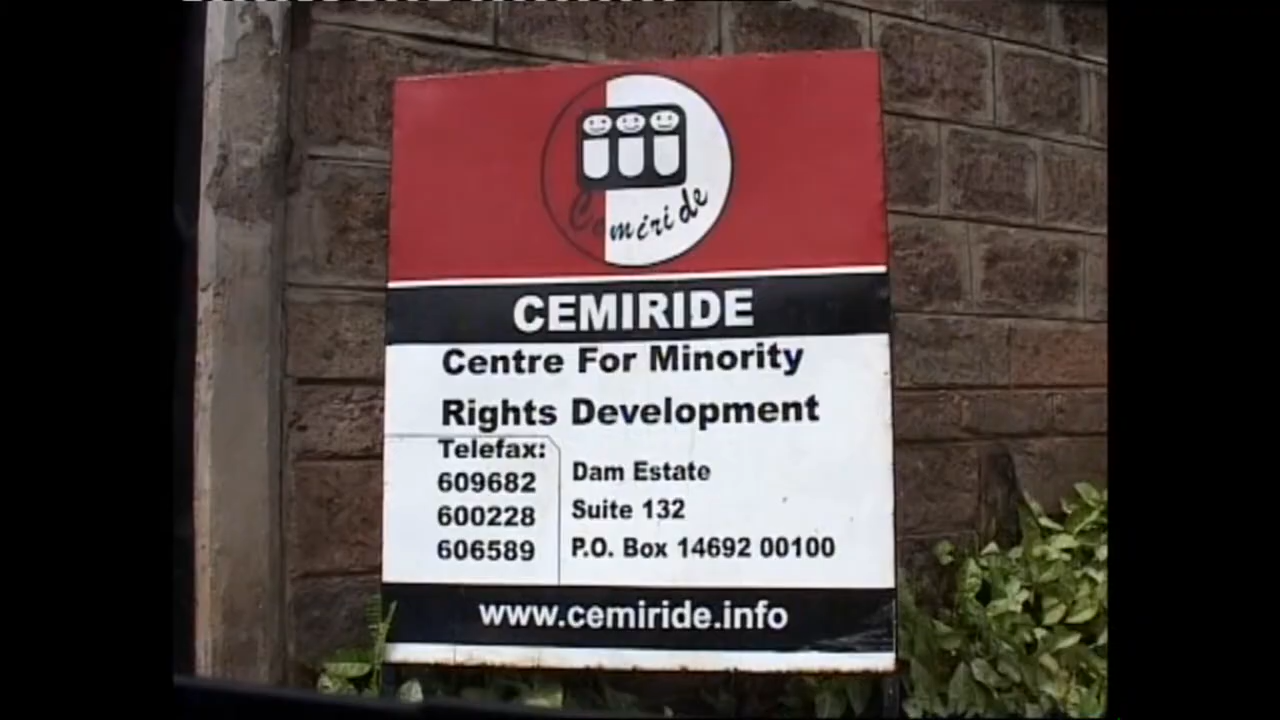 Cemiride
CEMIRIDE
Centre For Minority
Rights Development
Telefax:
609682
600228
606589
Dam Estate
Suite 132
P.O. Box 14692 00100
www.cemiride.info